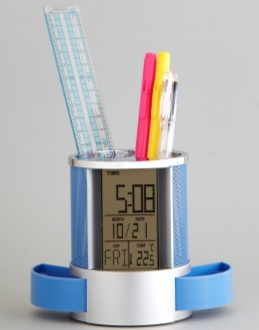 TIME
5:08
MONTH DATE
10/21
DAY TEMP
FRI 22.5